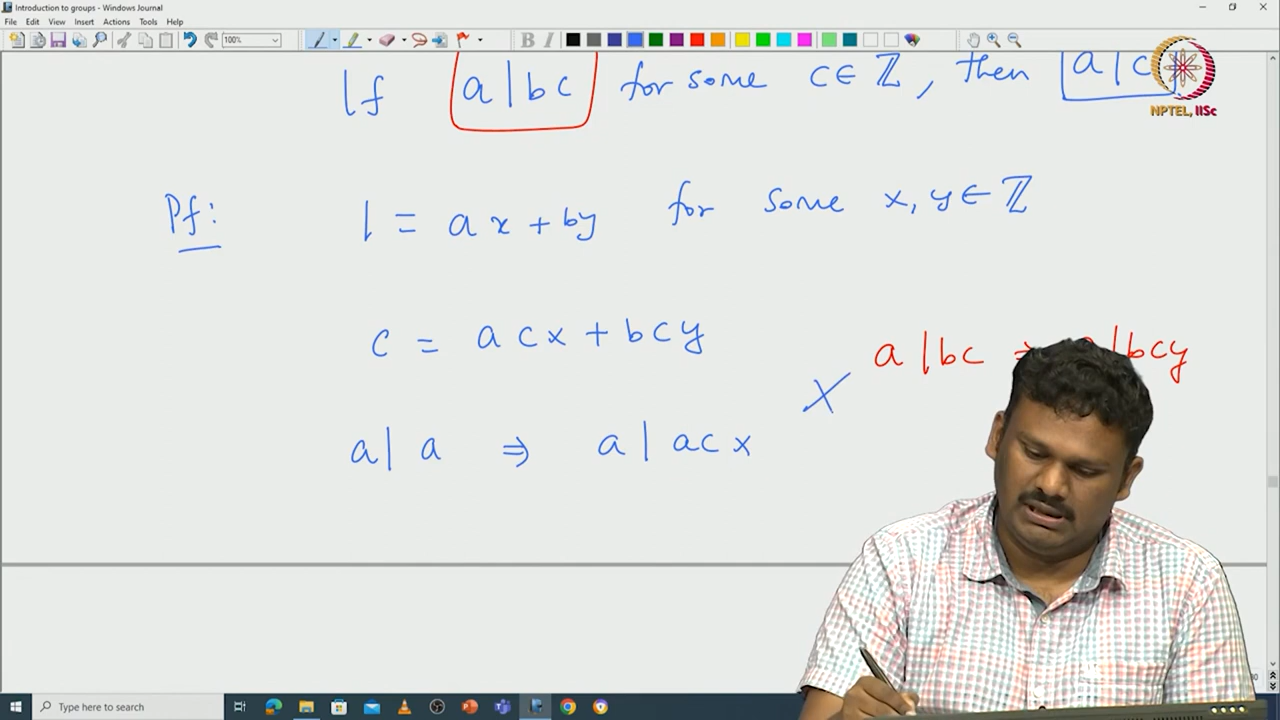 Introduction to groups - Windows Journal
File Edit View Insert Actions Tools Help
100%
B I
If a | bc for some c ∈ ℤ, then a | c.
NPTEL, IISc
Pf: 1 = ax + by for some x, y ∈ ℤ
c = acx + bcy
a | bc ⇒ a | bcy
a | a ⇒ a | acx
Type here to search